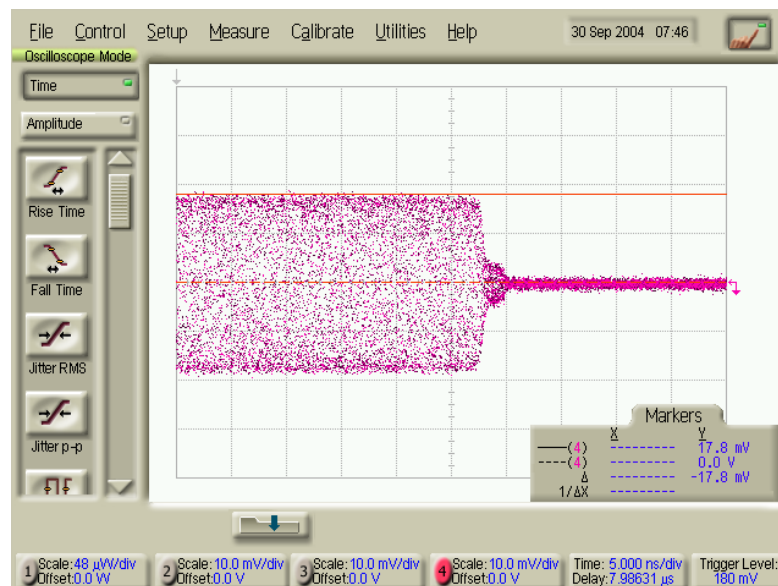 File Control Setup Measure Calibrate Utilities Help 30 Sep 2004 07:46
Oscilloscope Mode
Time
Amplitude
Rise Time
Fall Time
Jitter RMS
Jitter p-p
Markers
X Y
——(4) --------- 17.8 mV
----(4) --------- 0.0 V
Δ --------- -17.8 mV
1/ΔX ---------
1 Scale:48 µW/div 2 Scale:10.0 mV/div 3 Scale:10.0 mV/div 4 Scale:10.0 mV/div Time:5.000 ns/div Trigger Level:
Offset:0.0 W Offset:0.0 V Offset:0.0 V Offset:0.0 V Delay:7.98631 µs 180 mV